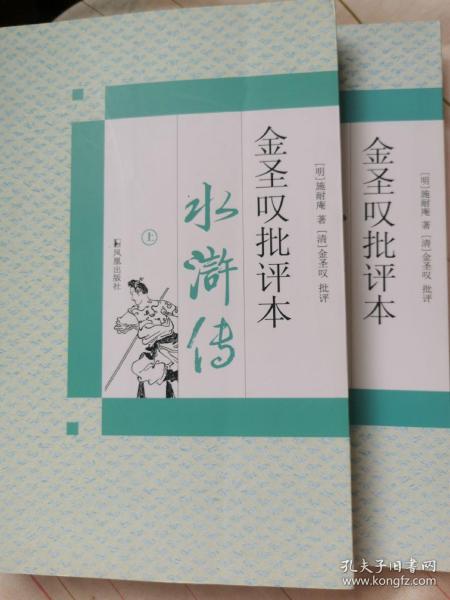 金圣叹批评本
[明]施耐庵 著 [清]金圣叹 批评
水浒传
上
凤凰出版社
金圣叹批评本
[明]施耐庵 著 [清]金圣叹 批评
孔夫子旧书网
www.kongfz.com